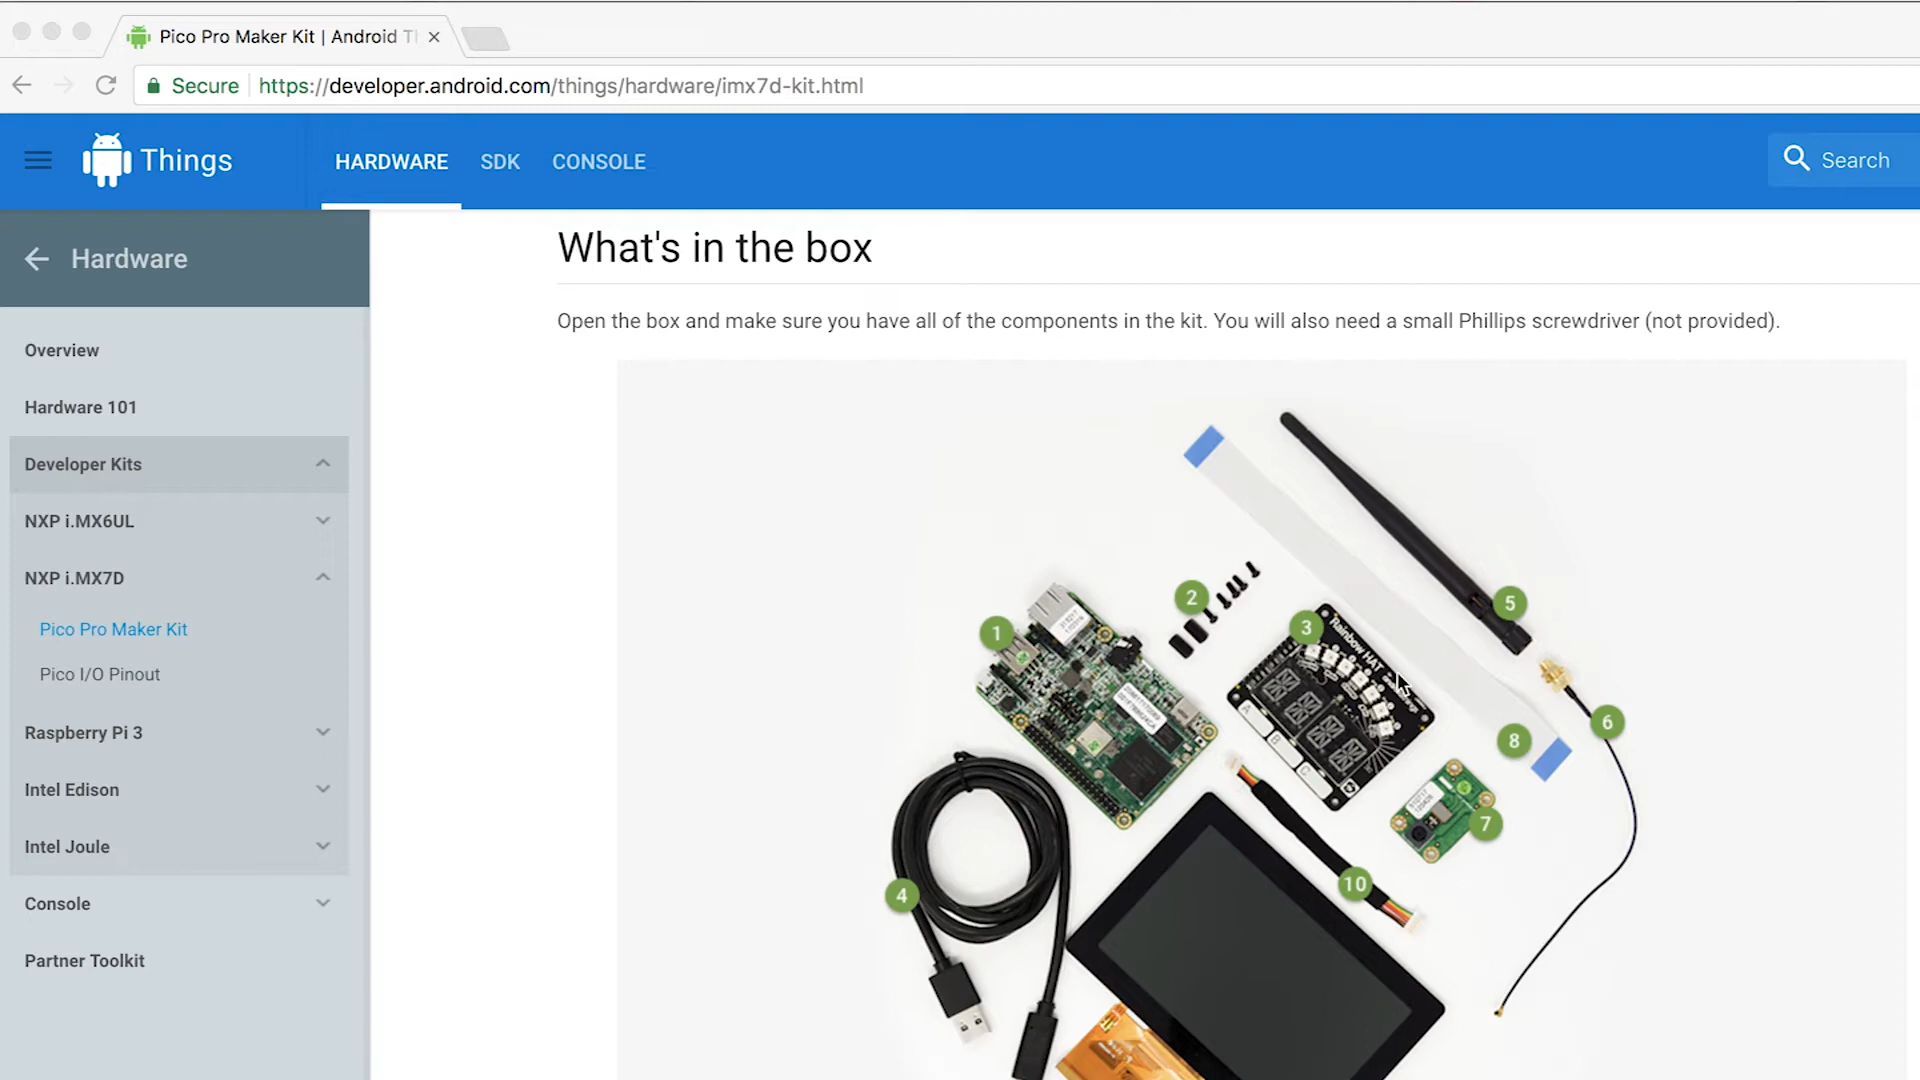 Pico Pro Maker Kit | Android Th
Secure https://developer.android.com/things/hardware/imx7d-kit.html
Things
HARDWARE SDK CONSOLE
Search
Hardware
Overview
Hardware 101
Developer Kits
NXP i.MX6UL
NXP i.MX7D
Pico Pro Maker Kit
Pico I/O Pinout
Raspberry Pi 3
Intel Edison
Intel Joule
Console
Partner Toolkit
What's in the box
Open the box and make sure you have all of the components in the kit. You will also need a small Phillips screwdriver (not provided).
1
2
3
Rainbow HAT
A
B
C
4
5
6
7
8
10